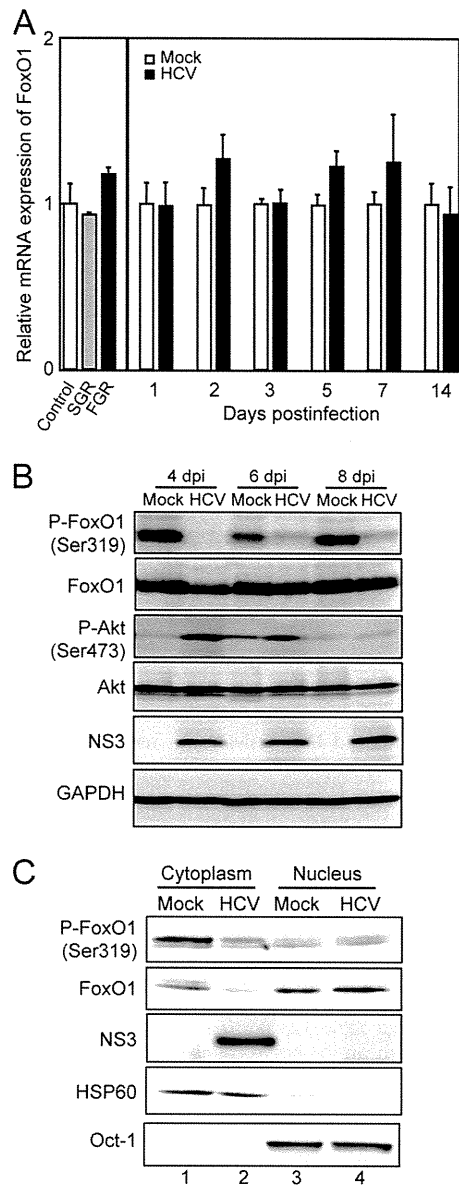 A
Relative mRNA expression of FoxO1
2
1
0
Mock
HCV
Control
SGR
FGR
1 2 3 5 7 14
Days postinfection
B
4 dpi 6 dpi 8 dpi
Mock HCV Mock HCV Mock HCV
P-FoxO1
(Ser319)
FoxO1
P-Akt
(Ser473)
Akt
NS3
GAPDH
C
Cytoplasm Nucleus
Mock HCV Mock HCV
P-FoxO1
(Ser319)
FoxO1
NS3
HSP60
Oct-1
1 2 3 4